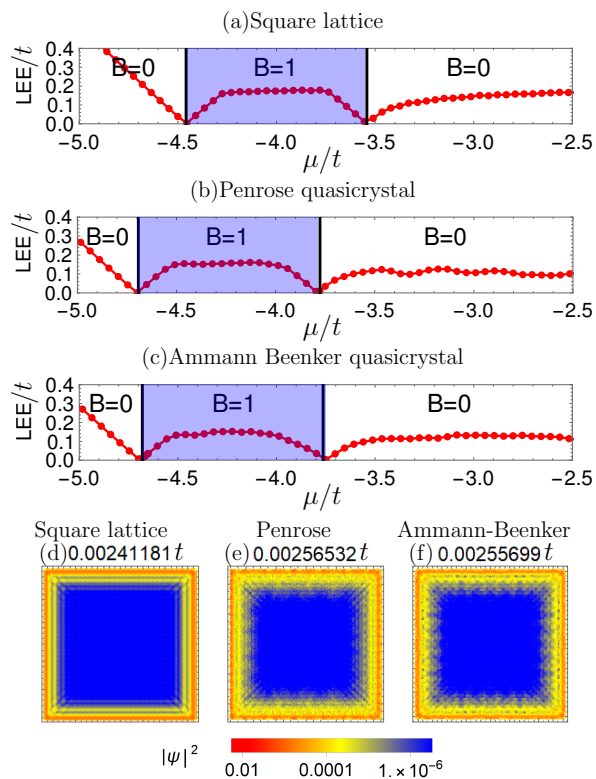 (a)Square lattice
LEE/t
0.4
0.3
0.2
0.1
0.0
B=0 B=1 B=0
−5.0 −4.5 −4.0 −3.5 −3.0 −2.5
μ/t
(b)Penrose quasicrystal
LEE/t
0.4
0.3
0.2
0.1
0.0
B=0 B=1 B=0
−5.0 −4.5 −4.0 −3.5 −3.0 −2.5
μ/t
(c)Ammann Beenker quasicrystal
LEE/t
0.4
0.3
0.2
0.1
0.0
B=0 B=1 B=0
−5.0 −4.5 −4.0 −3.5 −3.0 −2.5
μ/t
Square lattice Penrose Ammann-Beenker
(d) 0.00241181 t (e) 0.00256532 t (f) 0.00255699 t
|ψ|² 0.01 0.0001 1.×10⁻⁶